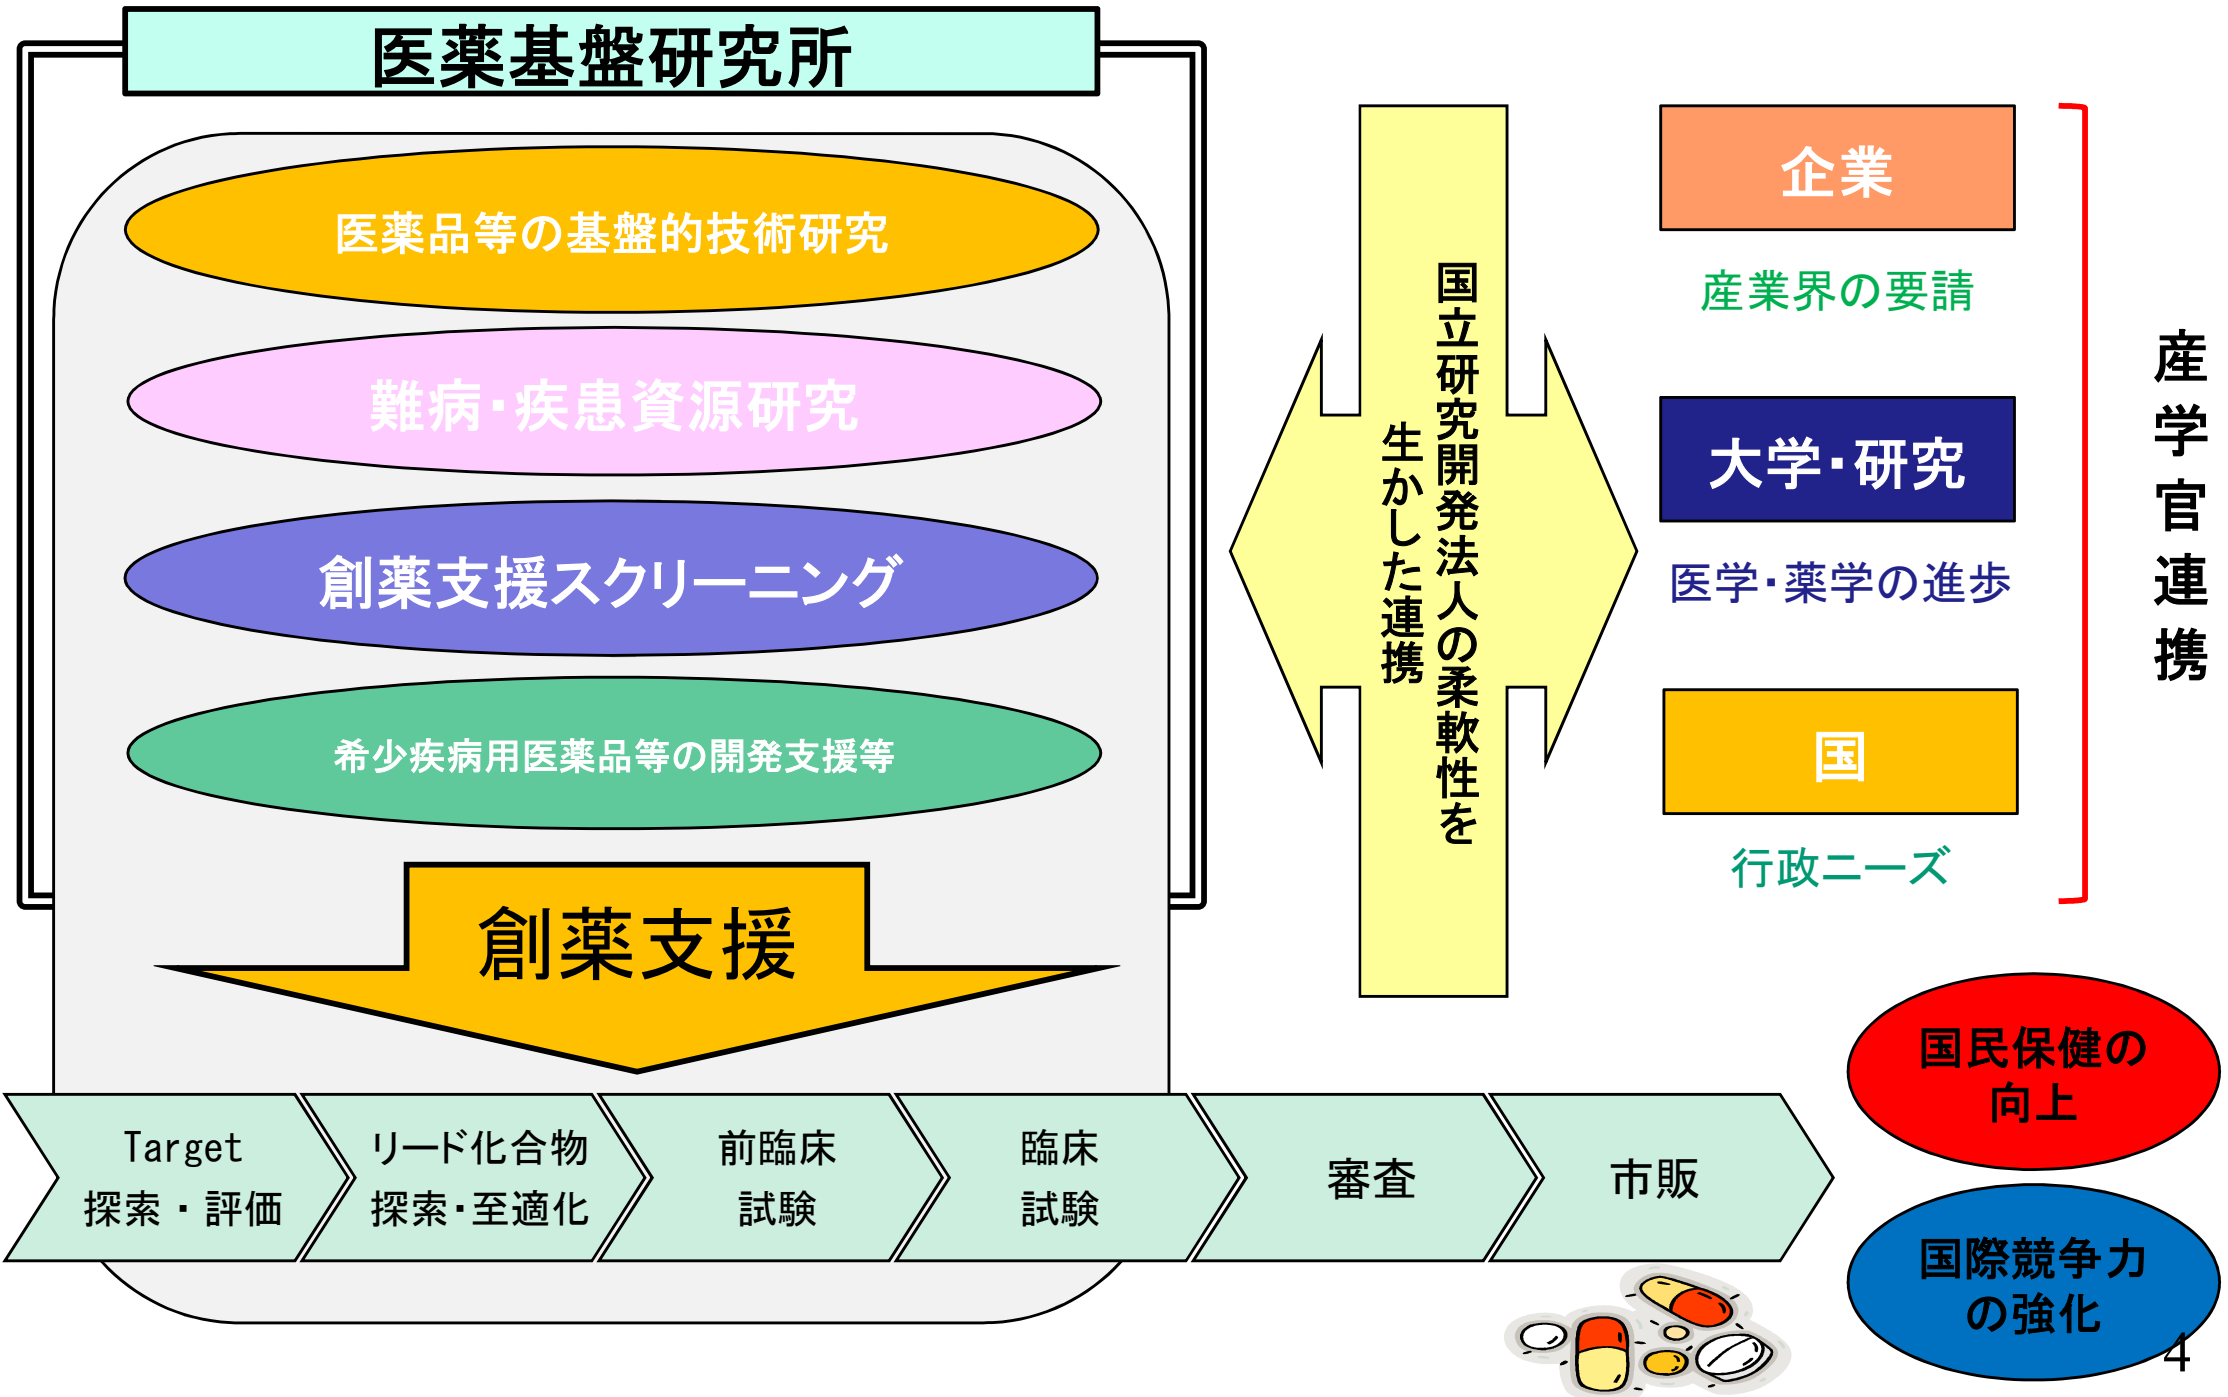 医薬基盤研究所
医薬品等の基盤的技術研究
難病・疾患資源研究
創薬支援スクリーニング
希少疾病用医薬品等の開発支援等
創薬支援
国立研究開発法人の柔軟性を
生かした連携
企業
産業界の要請
大学・研究
医学・薬学の進歩
国
行政ニーズ
産学官連携
Target
探索・評価
リード化合物
探索・至適化
前臨床
試験
臨床
試験
審査
市販
国民保健の
向上
国際競争力
の強化
4